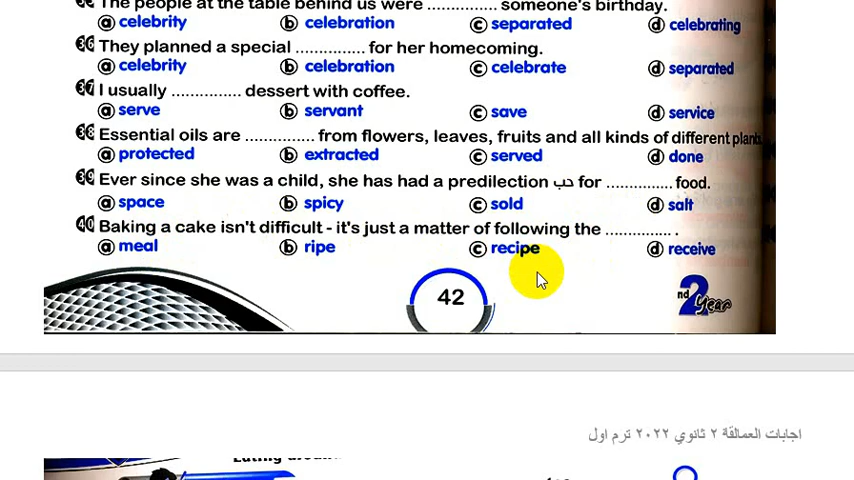 The people at the table behind us were ............... someone's birthday.
ⓐ celebrity ⓑ celebration ⓒ separated ⓓ celebrating
36 They planned a special .............. for her homecoming.
ⓐ celebrity ⓑ celebration ⓒ celebrate ⓓ separated
37 I usually .............. dessert with coffee.
ⓐ serve ⓑ servant ⓒ save ⓓ service
38 Essential oils are .............. from flowers, leaves, fruits and all kinds of different plant
ⓐ protected ⓑ extracted ⓒ served ⓓ done
39 Ever since she was a child, she has had a predilection حب for .............. food.
ⓐ space ⓑ spicy ⓒ sold ⓓ salt
40 Baking a cake isn't difficult - it's just a matter of following the .............. .
ⓐ meal ⓑ ripe ⓒ recipe ⓓ receive
42
2nd Year
اجابات العمالقة ٢ ثانوي ٢٠٢٢ ترم اول